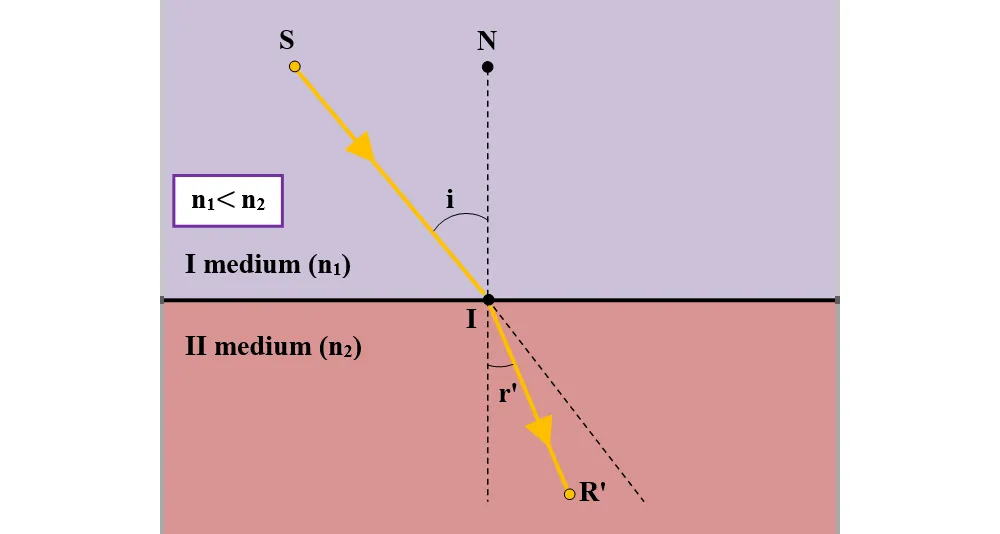 S
N
i
n₁< n₂
I medium (n₁)
I
II medium (n₂)
r'
R'